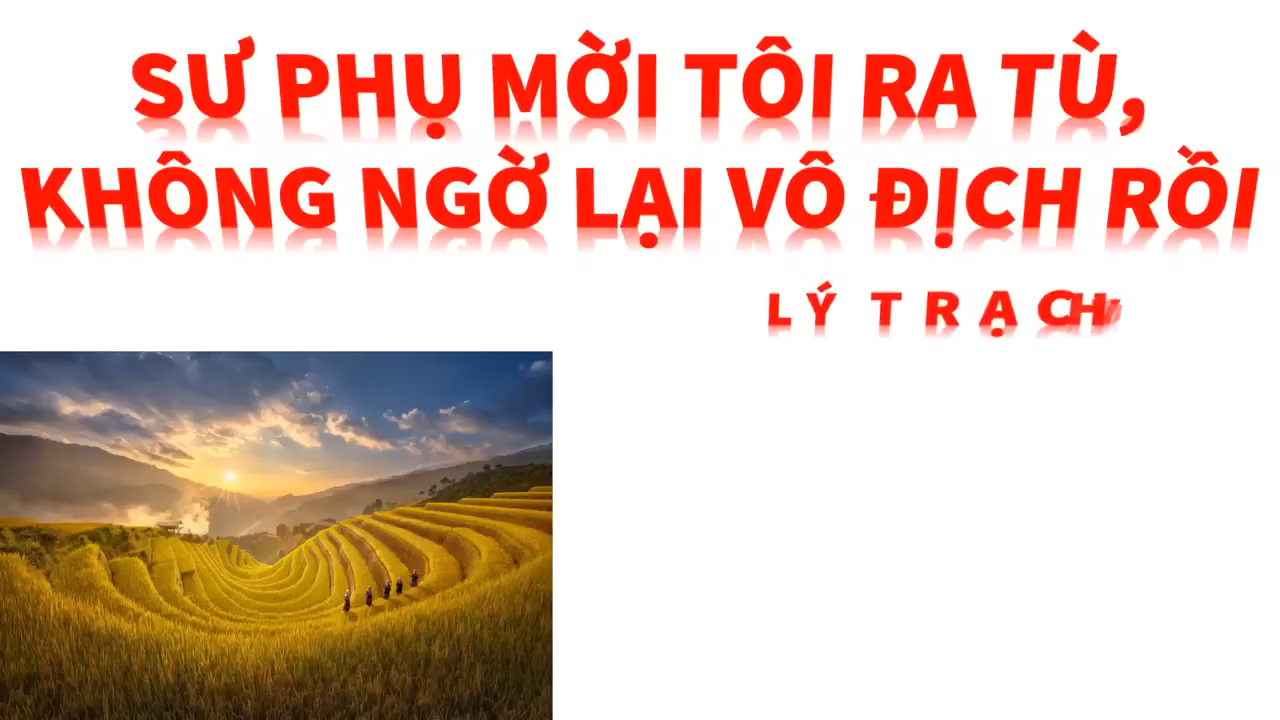 SƯ PHỤ MỜI TÔI RA TÙ,
KHÔNG NGỜ LẠI VÔ ĐỊCH RỒI
LÝ TRẠCH